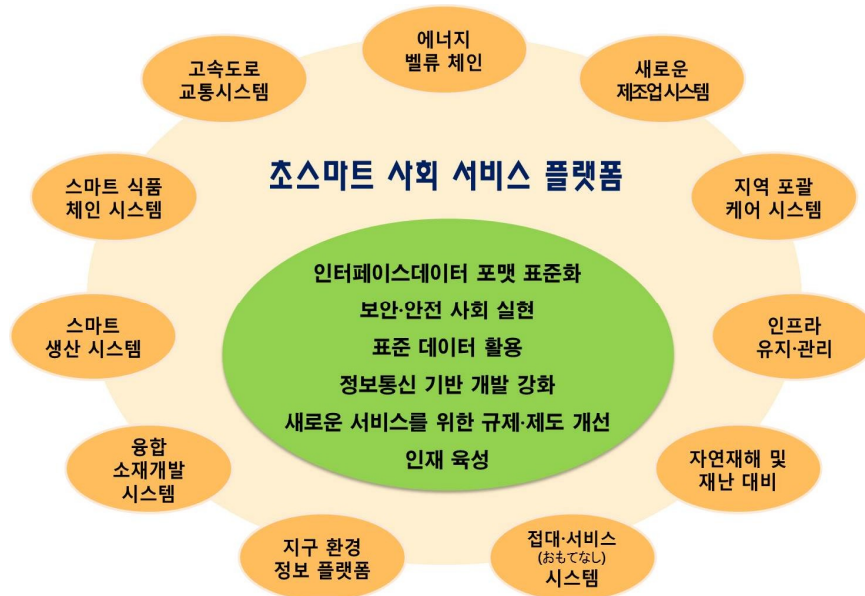 에너지
벨류 체인
고속도로
교통시스템
새로운
제조업시스템
초스마트 사회 서비스 플랫폼
스마트 식품
체인 시스템
지역 포괄
케어 시스템
인터페이스데이터 포맷 표준화
보안·안전 사회 실현
표준 데이터 활용
정보통신 기반 개발 강화
새로운 서비스를 위한 규제·제도 개선
인재 육성
스마트
생산 시스템
인프라
유지·관리
융합
소재개발
시스템
자연재해 및
재난 대비
지구 환경
정보 플랫폼
접대·서비스
(おもてなし)
시스템